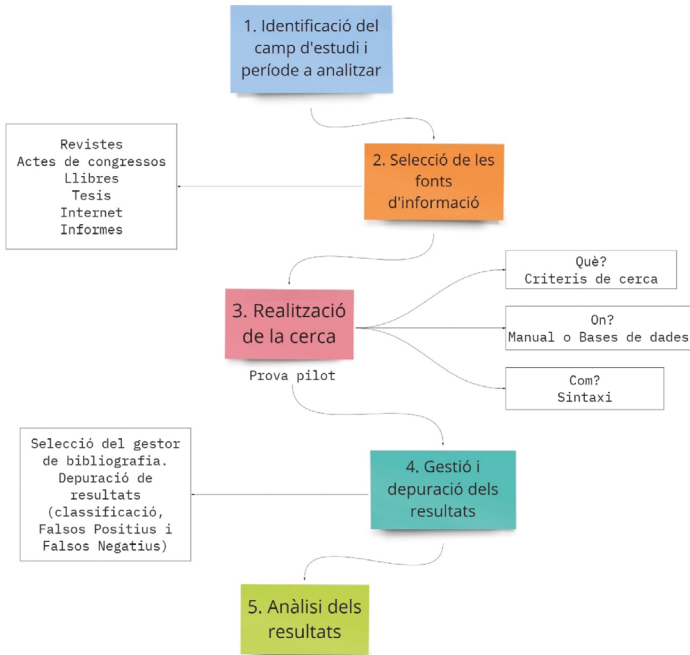 1. Identificació del
camp d'estudi i
període a analitzar
Revistes
Actes de congressos
Llibres
Tesis
Internet
Informes
2. Selecció de les
fonts
d'informació
3. Realització
de la cerca
Prova pilot
Què?
Criteris de cerca
On?
Manual o Bases de dades
Com?
Sintaxi
Selecció del gestor
de bibliografia.
Depuració de
resultats
(classificació,
Falsos Positius i
Falsos Negatius)
4. Gestió i
depuració dels
resultats
5. Anàlisi dels
resultats